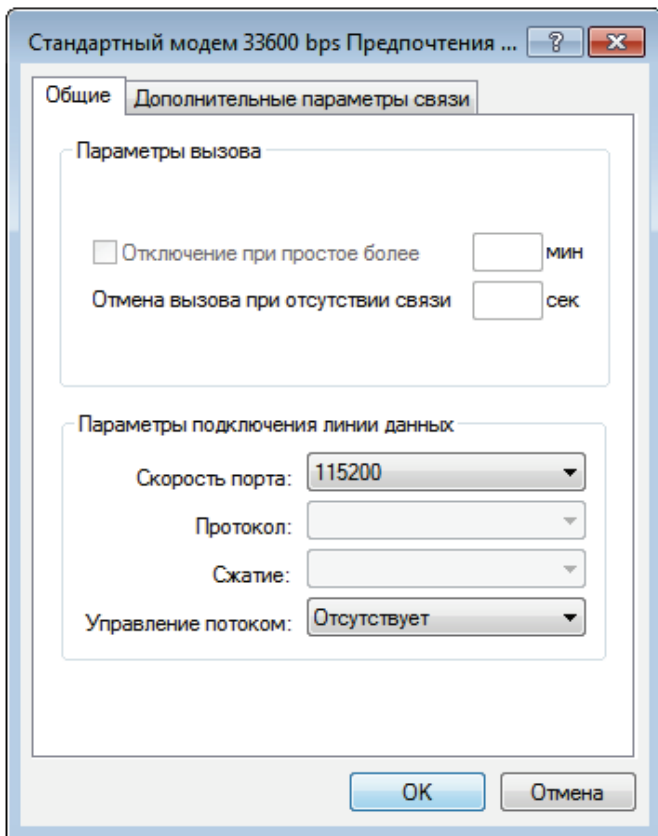 Стандартный модем 33600 bps Предпочтения ...
Общие Дополнительные параметры связи
Параметры вызова
Отключение при простое более мин
Отмена вызова при отсутствии связи сек
Параметры подключения линии данных
Скорость порта: 115200
Протокол:
Сжатие:
Управление потоком: Отсутствует
OK Отмена